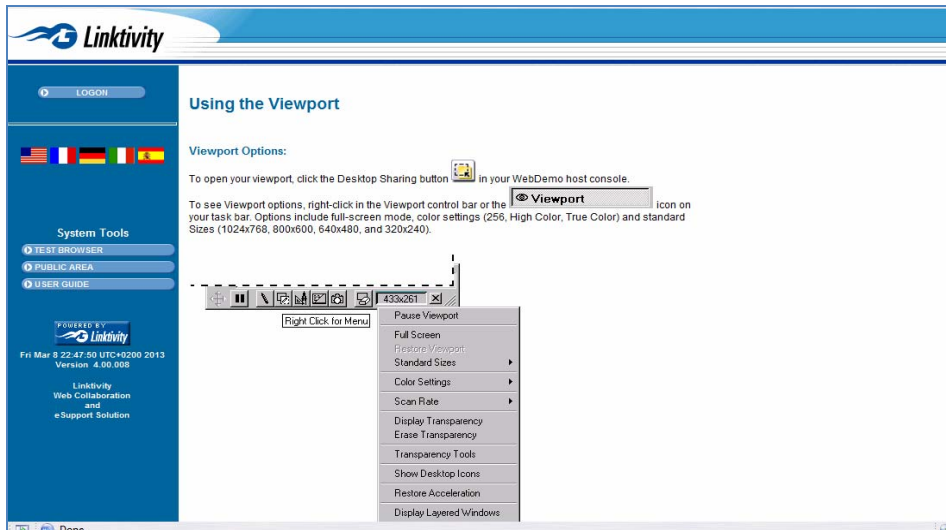 Linktivity
LOGON
System Tools
TEST BROWSER
PUBLIC AREA
USER GUIDE
POWERED BY
Linktivity
Fri Mar 8 22:47:50 UTC+0200 2013
Version 4.00.008
Linktivity
Web Collaboration
and
eSupport Solution
Using the Viewport
Viewport Options:
To open your viewport, click the Desktop Sharing button in your WebDemo host console.
To see Viewport options, right-click in the Viewport control bar or the Viewport icon on
your task bar. Options include full-screen mode, color settings (256, High Color, True Color) and standard
Sizes (1024x768, 800x600, 640x480, and 320x240).
433x261
Right Click for Menu
Pause Viewport
Full Screen
Restore Viewport
Standard Sizes
Color Settings
Scan Rate
Display Transparency
Erase Transparency
Transparency Tools
Show Desktop Icons
Restore Acceleration
Display Layered Windows
Done